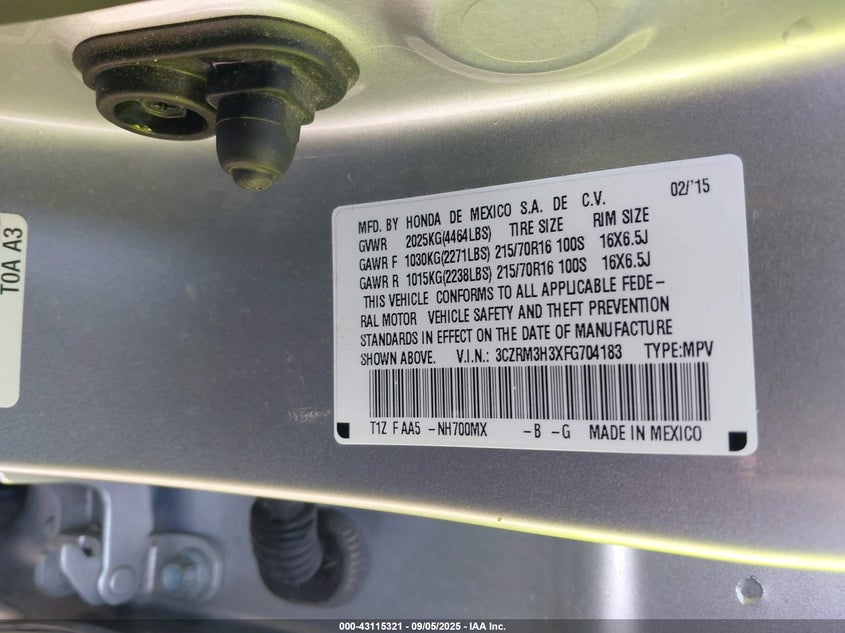 TOA A3
02/'15
MFD. BY HONDA DE MEXICO S.A. DE C.V.
GVWR 2025KG(4464LBS) TIRE SIZE RIM SIZE
GAWR F 1030KG(2271LBS) 215/70R16 100S 16X6.5J
GAWR R 1015KG(2238LBS) 215/70R16 100S 16X6.5J
THIS VEHICLE CONFORMS TO ALL APPLICABLE FEDE-
RAL MOTOR VEHICLE SAFETY AND THEFT PREVENTION
STANDARDS IN EFFECT ON THE DATE OF MANUFACTURE
SHOWN ABOVE. V.I.N.: 3CZRM3H3XFG704183 TYPE:MPV
T1Z F AA5 -NH700MX -B -G MADE IN MEXICO
000-43115321 - 09/05/2025 - IAA Inc.